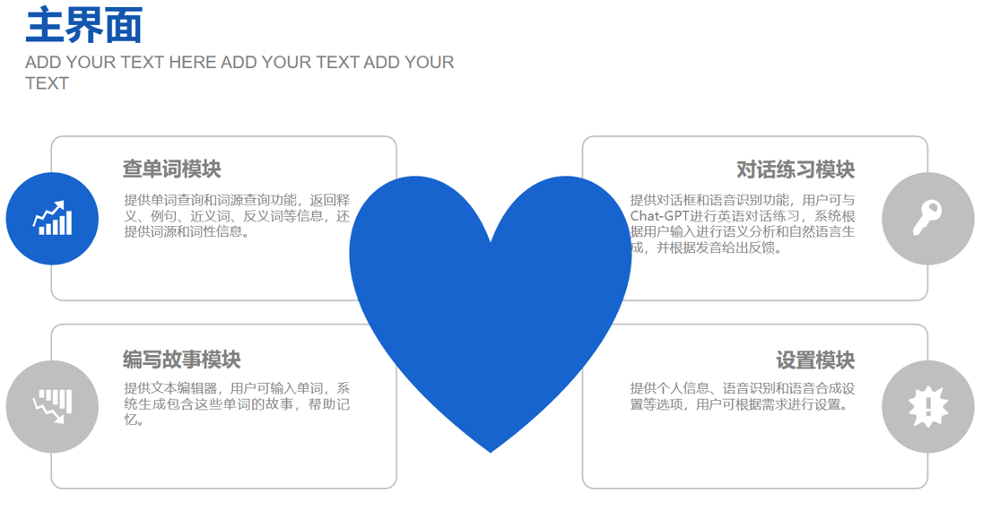 主界面
ADD YOUR TEXT HERE ADD YOUR TEXT ADD YOUR
TEXT
查单词模块
提供单词查询和词源查询功能，返回释
义、例句、近义词、反义词等信息，还
提供词源和词性信息。
对话练习模块
提供对话框和语音识别功能，用户可与
Chat-GPT进行英语对话练习，系统根
据用户输入进行语义分析和自然语言生
成，并根据发音给出反馈。
编写故事模块
提供文本编辑器，用户可输入单词，系
统生成包含这些单词的故事，帮助记
忆。
设置模块
提供个人信息、语音识别和语音合成设
置等选项，用户可根据需求进行设置。